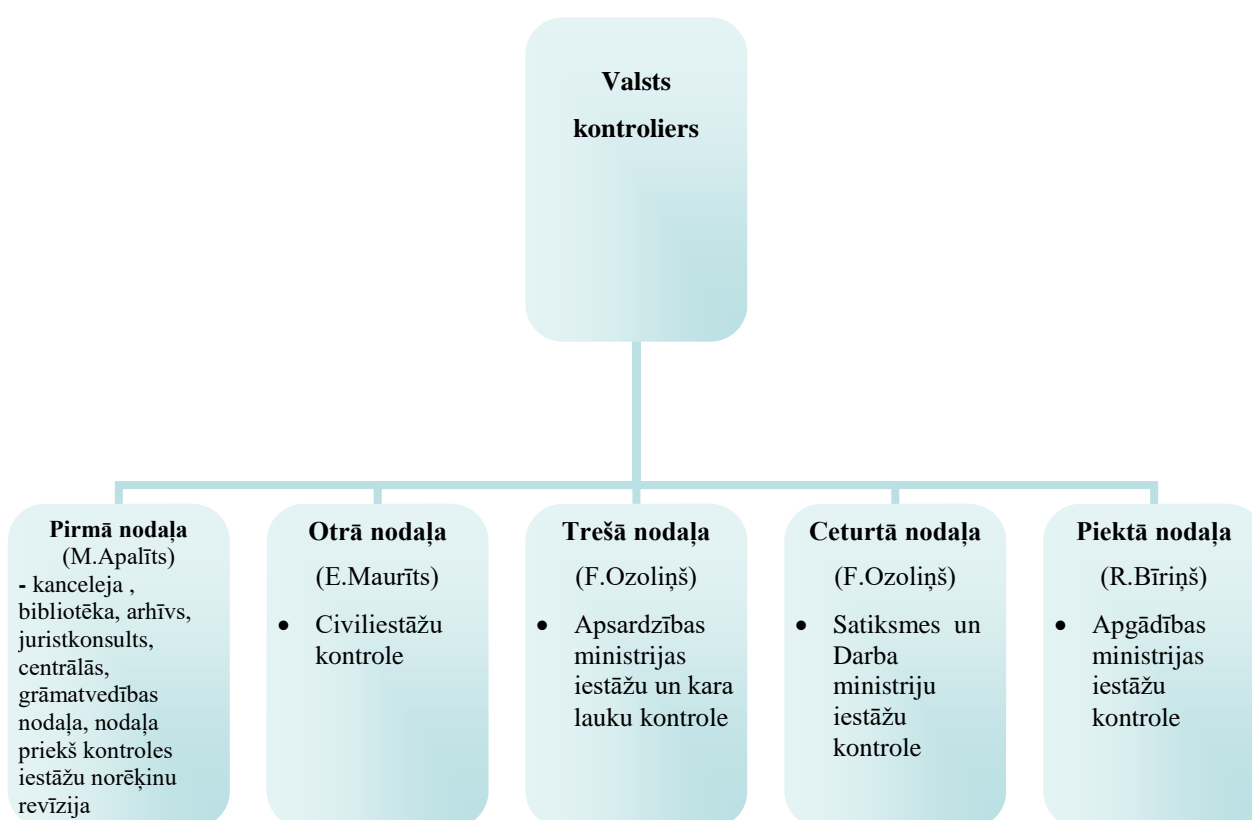 Valsts
kontroliers
Pirmā nodaļa
(M.Apalīts)
- kanceleja ,
bibliotēka, arhīvs,
juristkonsults,
centrālās,
grāmatvedības
nodaļa, nodaļa
priekš kontroles
iestāžu norēķinu
revīzija
Otrā nodaļa
(E.Maurīts)
• Civiliestāžu
kontrole
Trešā nodaļa
(F.Ozoliņš)
• Apsardzības
ministrijas
iestāžu un kara
lauku kontrole
Ceturtā nodaļa
(F.Ozoliņš)
• Satiksmes un
Darba
ministriju
iestāžu
kontrole
Piektā nodaļa
(R.Bīriņš)
• Apgādības
ministrijas
iestāžu
kontrole